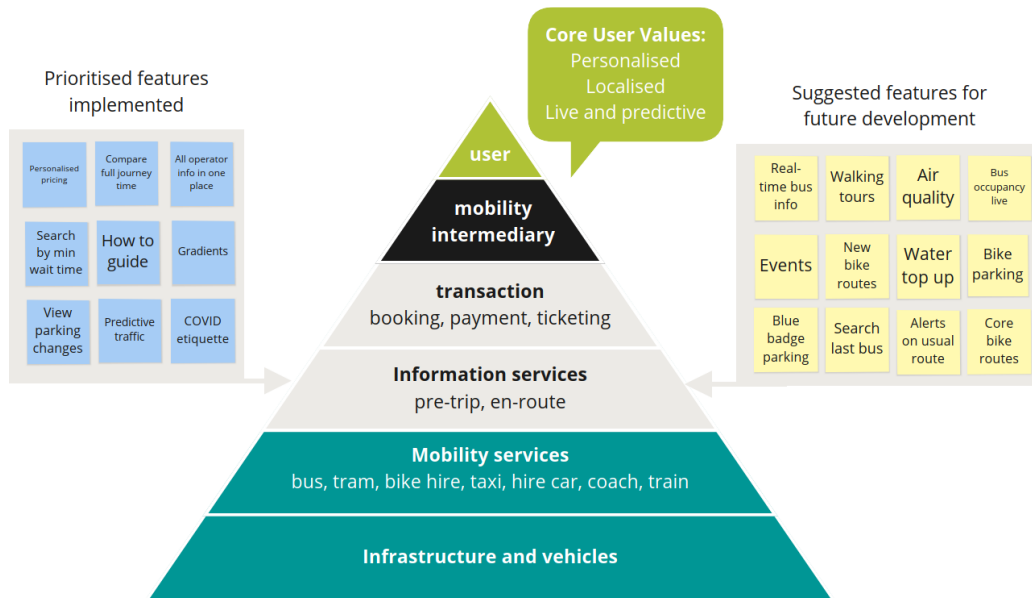 Prioritised features
implemented
Personalised
pricing
Compare
full journey
time
All operator
info in one
place
Search
by min
wait time
How to
guide
Gradients
View
parking
changes
Predictive
traffic
COVID
etiquette
Core User Values:
Personalised
Localised
Live and predictive
user
mobility
intermediary
transaction
booking, payment, ticketing
Information services
pre-trip, en-route
Mobility services
bus, tram, bike hire, taxi, hire car, coach, train
Infrastructure and vehicles
Suggested features for
future development
Real-
time bus
info
Walking
tours
Air
quality
Bus
occupancy
live
Events
New
bike
routes
Water
top up
Bike
parking
Blue
badge
parking
Search
last bus
Alerts
on usual
route
Core
bike
routes